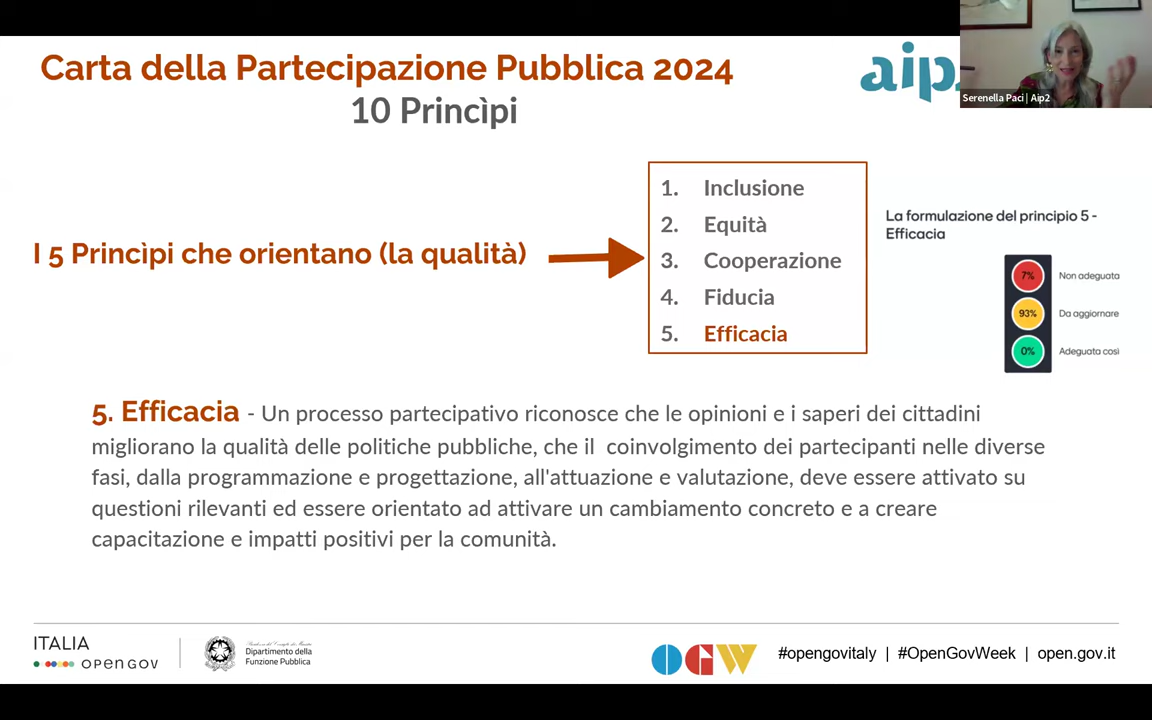 Carta della Partecipazione Pubblica 2024
10 Princìpi
aip
Serenella Paci | Aip2
I 5 Princìpi che orientano (la qualità)
1. Inclusione
2. Equità
3. Cooperazione
4. Fiducia
5. Efficacia
La formulazione del principio 5 -
Efficacia
7% Non adeguata
93% Da aggiornare
0% Adeguata così
5. Efficacia - Un processo partecipativo riconosce che le opinioni e i saperi dei cittadini
migliorano la qualità delle politiche pubbliche, che il coinvolgimento dei partecipanti nelle diverse
fasi, dalla programmazione e progettazione, all'attuazione e valutazione, deve essere attivato su
questioni rilevanti ed essere orientato ad attivare un cambiamento concreto e a creare
capacitazione e impatti positivi per la comunità.
ITALIA
OPEN GOV
Dipartimento della
Funzione Pubblica
OGW
#opengovitaly | #OpenGovWeek | open.gov.it